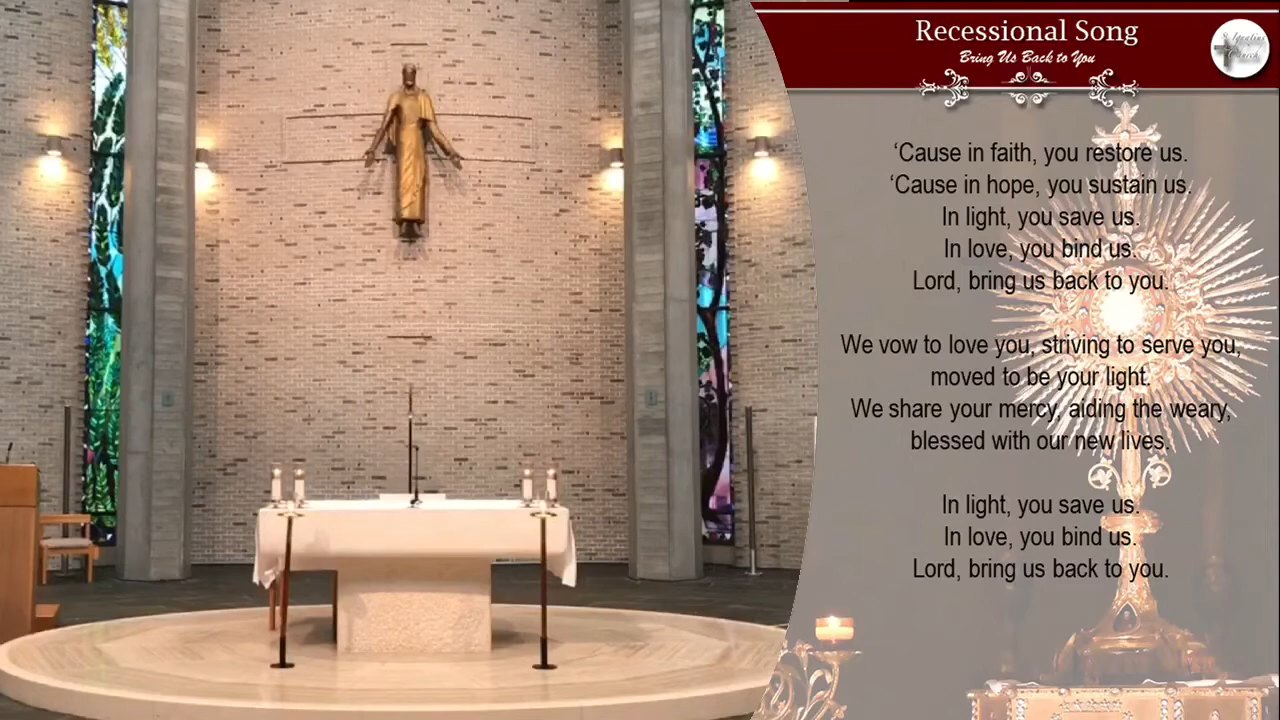 Recessional Song
Bring Us Back to You
Ignatius
Church
‘Cause in faith, you restore us.
‘Cause in hope, you sustain us.
In light, you save us.
In love, you bind us.
Lord, bring us back to you.
We vow to love you, striving to serve you,
moved to be your light.
We share your mercy, aiding the weary,
blessed with our new lives.
In light, you save us.
In love, you bind us.
Lord, bring us back to you.